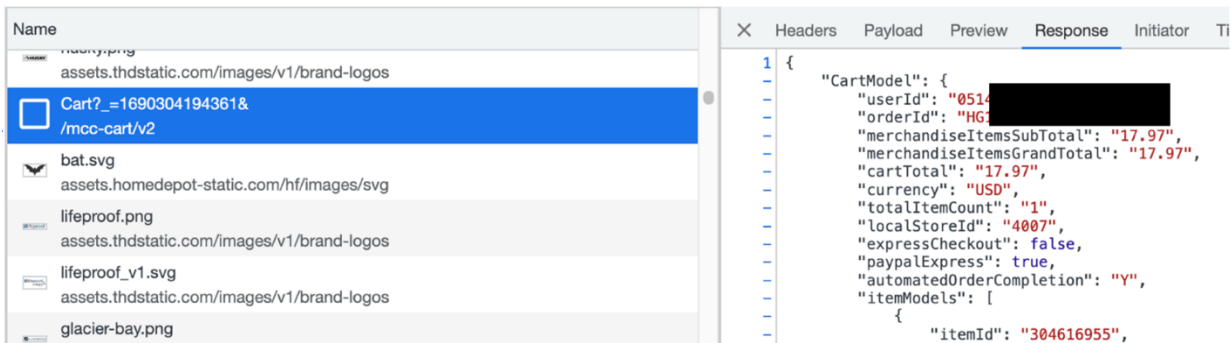 Name
husky.png
assets.thdstatic.com/images/v1/brand-logos
Cart?_=1690304194361&
/mcc-cart/v2
bat.svg
assets.homedepot-static.com/hf/images/svg
lifeproof.png
assets.thdstatic.com/images/v1/brand-logos
lifeproof_v1.svg
assets.thdstatic.com/images/v1/brand-logos
glacier-bay.png
Headers Payload Preview Response Initiator Ti
1 {
"CartModel": {
"userId": "0514
"orderId": "HG1
"merchandiseItemsSubTotal": "17.97",
"merchandiseItemsGrandTotal": "17.97",
"cartTotal": "17.97",
"currency": "USD",
"totalItemCount": "1",
"localStoreId": "4007",
"expressCheckout": false,
"paypalExpress": true,
"automatedOrderCompletion": "Y",
"itemModels": [
{
"itemId": "304616955",